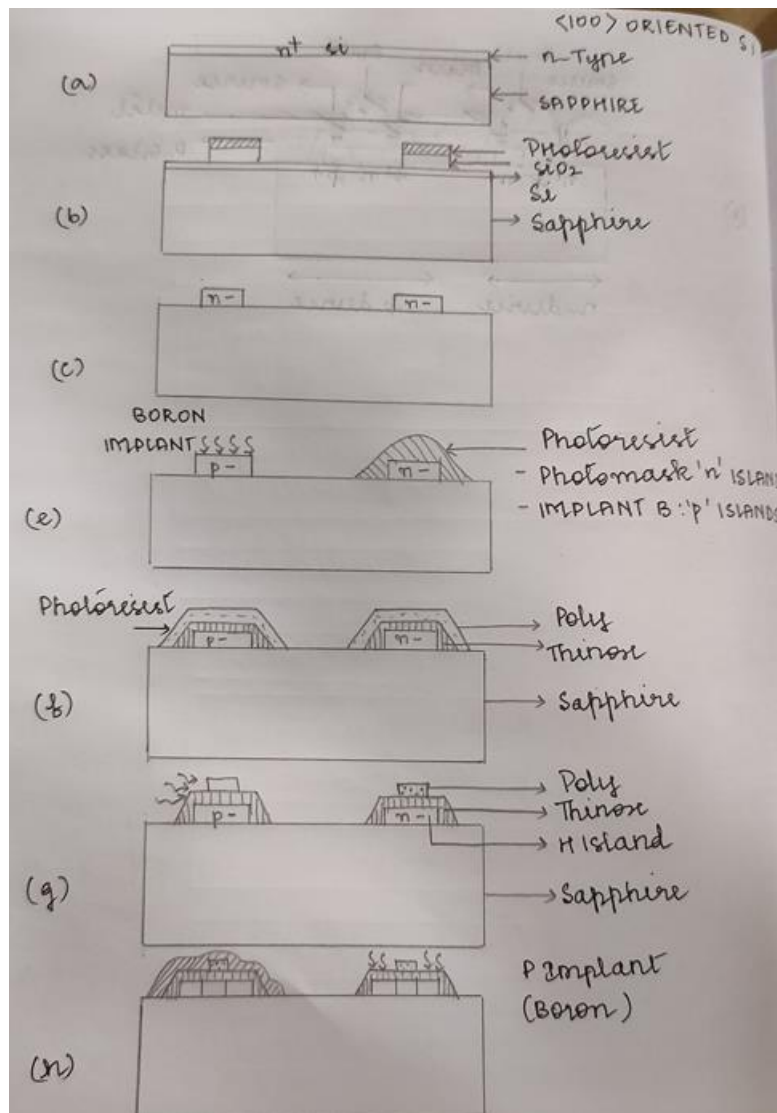 <100> ORIENTED Si
n+ si
n-Type
(a)
SAPPHIRE
Photoresist
SiO2
Si
(b)
Sapphire
n-
n-
(c)
BORON
IMPLANT
Photoresist
p-
n-
- Photomask 'n' ISLAND
(e)
- IMPLANT B : 'p' ISLANDS
Photoresist
Poly
p-
n-
Thinox
(f)
Sapphire
Poly
Thinox
p-
n-
n Island
(g)
Sapphire
P Implant
(Boron)
(h)